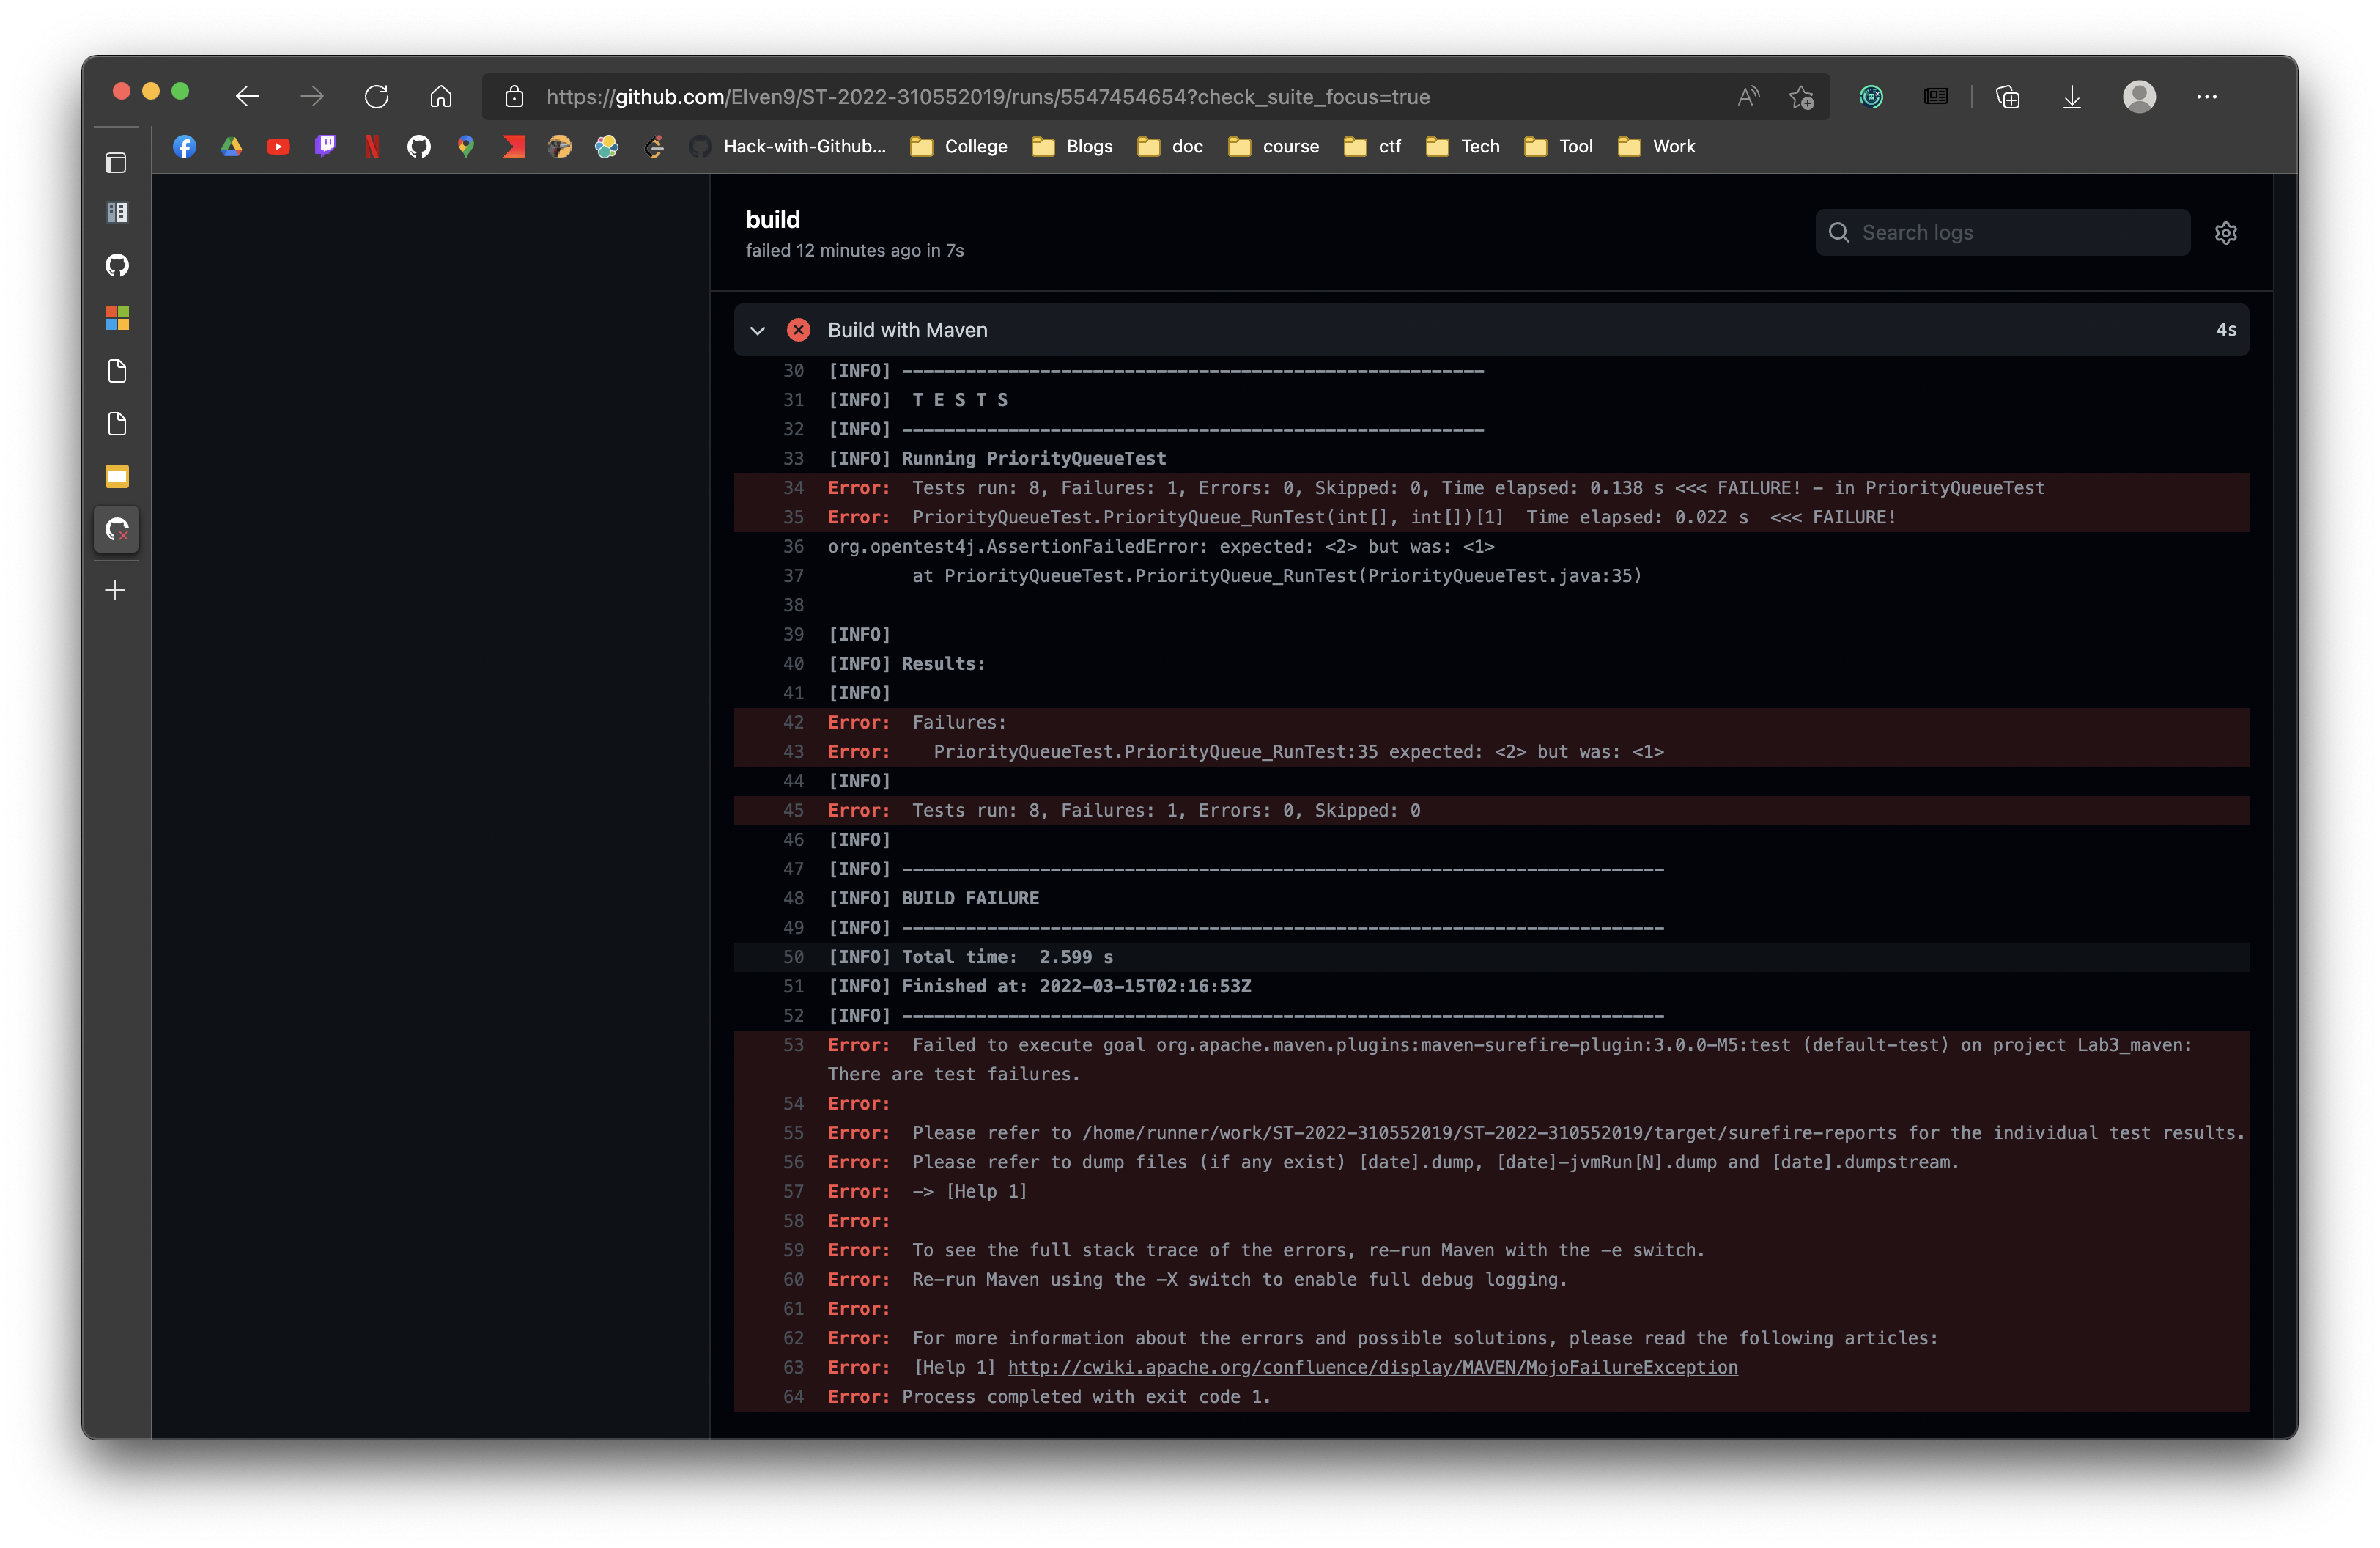 https://github.com/Elven9/ST-2022-310552019/runs/5547454654?check_suite_focus=true
Hack-with-Github... College Blogs doc course ctf Tech Tool Work
build
failed 12 minutes ago in 7s
Search logs
Build with Maven 4s
30 [INFO] -------------------------------------------------------
31 [INFO]  T E S T S
32 [INFO] -------------------------------------------------------
33 [INFO] Running PriorityQueueTest
34 Error:  Tests run: 8, Failures: 1, Errors: 0, Skipped: 0, Time elapsed: 0.138 s <<< FAILURE! - in PriorityQueueTest
35 Error:  PriorityQueueTest.PriorityQueue_RunTest(int[], int[])[1]  Time elapsed: 0.022 s  <<< FAILURE!
36 org.opentest4j.AssertionFailedError: expected: <2> but was: <1>
37 at PriorityQueueTest.PriorityQueue_RunTest(PriorityQueueTest.java:35)
38
39 [INFO]
40 [INFO] Results:
41 [INFO]
42 Error:  Failures:
43 Error:    PriorityQueueTest.PriorityQueue_RunTest:35 expected: <2> but was: <1>
44 [INFO]
45 Error:  Tests run: 8, Failures: 1, Errors: 0, Skipped: 0
46 [INFO]
47 [INFO] ------------------------------------------------------------------------
48 [INFO] BUILD FAILURE
49 [INFO] ------------------------------------------------------------------------
50 [INFO] Total time:  2.599 s
51 [INFO] Finished at: 2022-03-15T02:16:53Z
52 [INFO] ------------------------------------------------------------------------
53 Error:  Failed to execute goal org.apache.maven.plugins:maven-surefire-plugin:3.0.0-M5:test (default-test) on project Lab3_maven:
There are test failures.
54 Error:
55 Error:  Please refer to /home/runner/work/ST-2022-310552019/ST-2022-310552019/target/surefire-reports for the individual test results.
56 Error:  Please refer to dump files (if any exist) [date].dump, [date]-jvmRun[N].dump and [date].dumpstream.
57 Error:  -> [Help 1]
58 Error:
59 Error:  To see the full stack trace of the errors, re-run Maven with the -e switch.
60 Error:  Re-run Maven using the -X switch to enable full debug logging.
61 Error:
62 Error:  For more information about the errors and possible solutions, please read the following articles:
63 Error:  [Help 1] http://cwiki.apache.org/confluence/display/MAVEN/MojoFailureException
64 Error: Process completed with exit code 1.